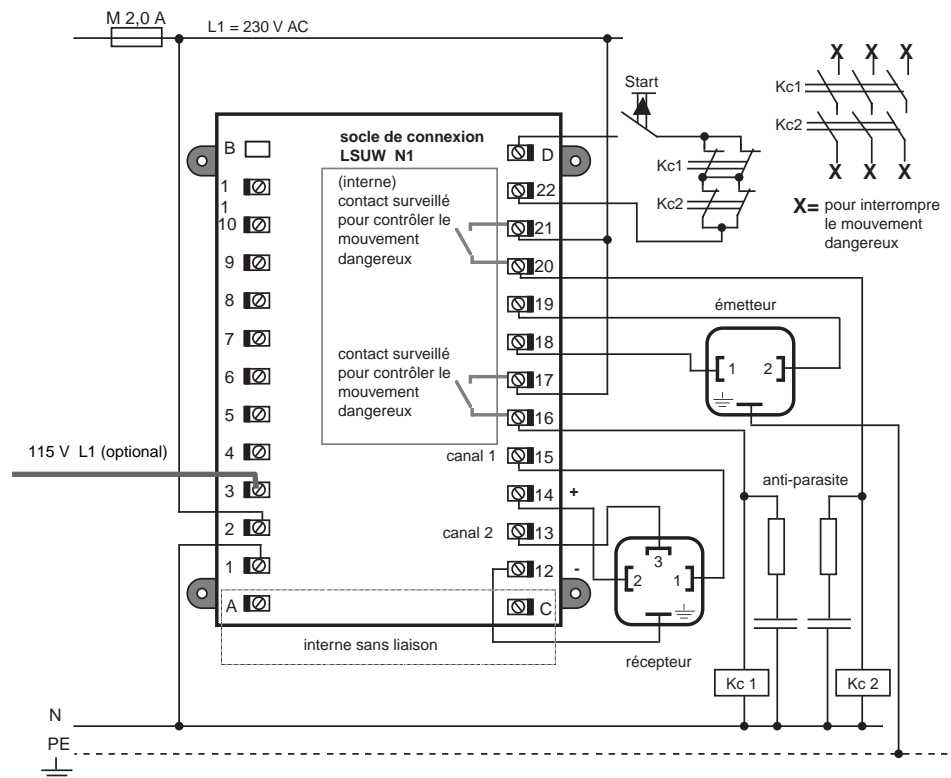 M 2,0 A
L1 = 230 V AC
Start
X X X
Kc1
Kc2
X X X
X= pour interrompre
le mouvement
dangereux
Kc1
Kc2
socle de connexion
LSUW N1
(interne)
contact surveillé
pour contrôler le
mouvement
dangereux
contact surveillé
pour contrôler le
mouvement
dangereux
B
1
1
10
9
8
7
6
5
4
3
2
1
A
D
22
21
20
19
18
17
16
canal 1 15
14 +
canal 2 13
12 -
C
115 V L1 (optional)
interne sans liaison
émetteur
1 2
anti-parasite
3
2 1
récepteur
Kc 1
Kc 2
N
PE